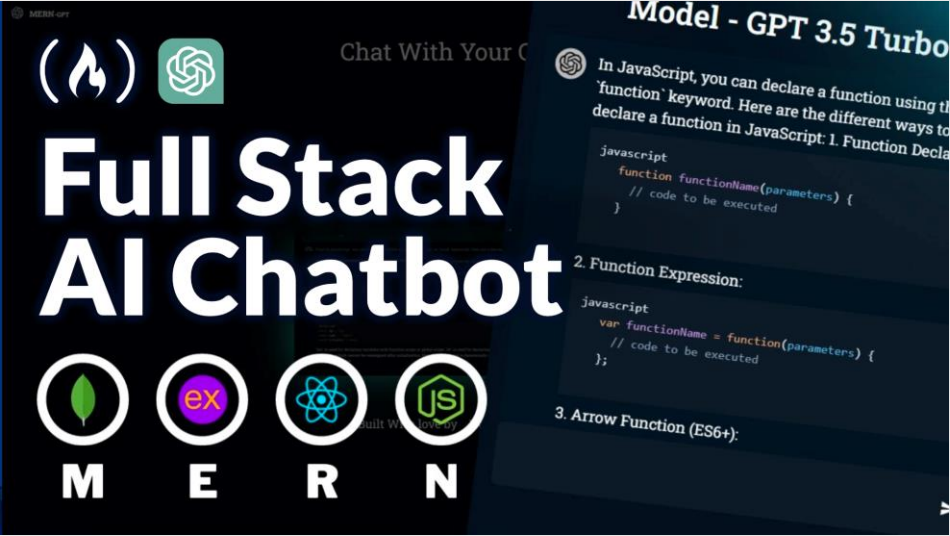 MERN-GPT
Chat With Your
Model - GPT 3.5 Turbo
In JavaScript, you can declare a function using
`function` keyword. Here are the different ways to
declare a function in JavaScript: 1. Function
javascript
function functionName(parameters) {
// code to be executed
}
2. Function Expression:
javascript
var functionName = function(parameters) {
// code to be executed
};
3. Arrow Function (ES6+):
Full Stack
AI Chatbot
ex
JS
Built With love by
M E R N